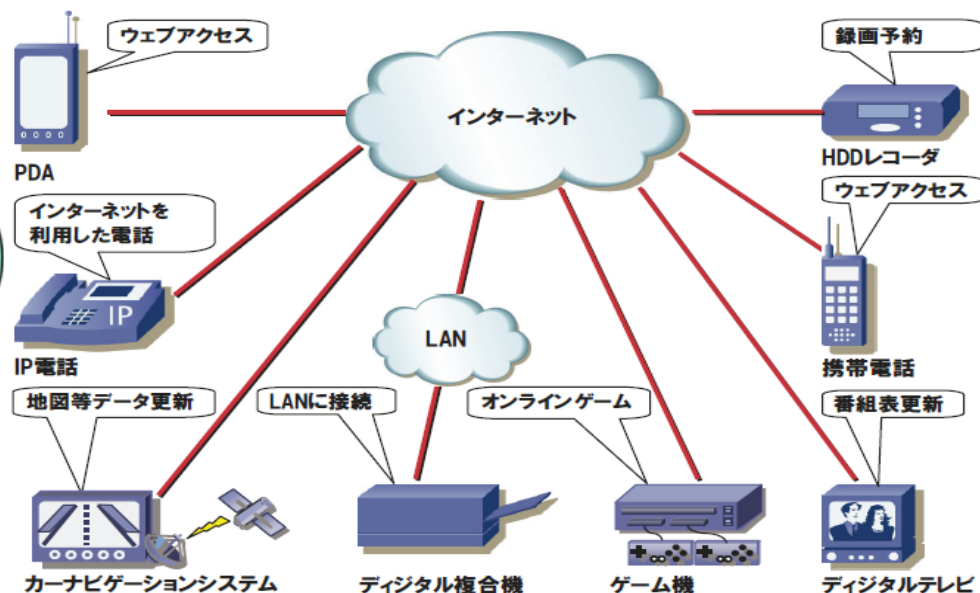 ウェブアクセス
録画予約
インターネット
PDA
HDDレコーダ
インターネットを
利用した電話
ウェブアクセス
IP
LAN
IP電話
携帯電話
地図等データ更新
LANに接続
オンラインゲーム
番組表更新
カーナビゲーションシステム
ディジタル複合機
ゲーム機
ディジタルテレビ